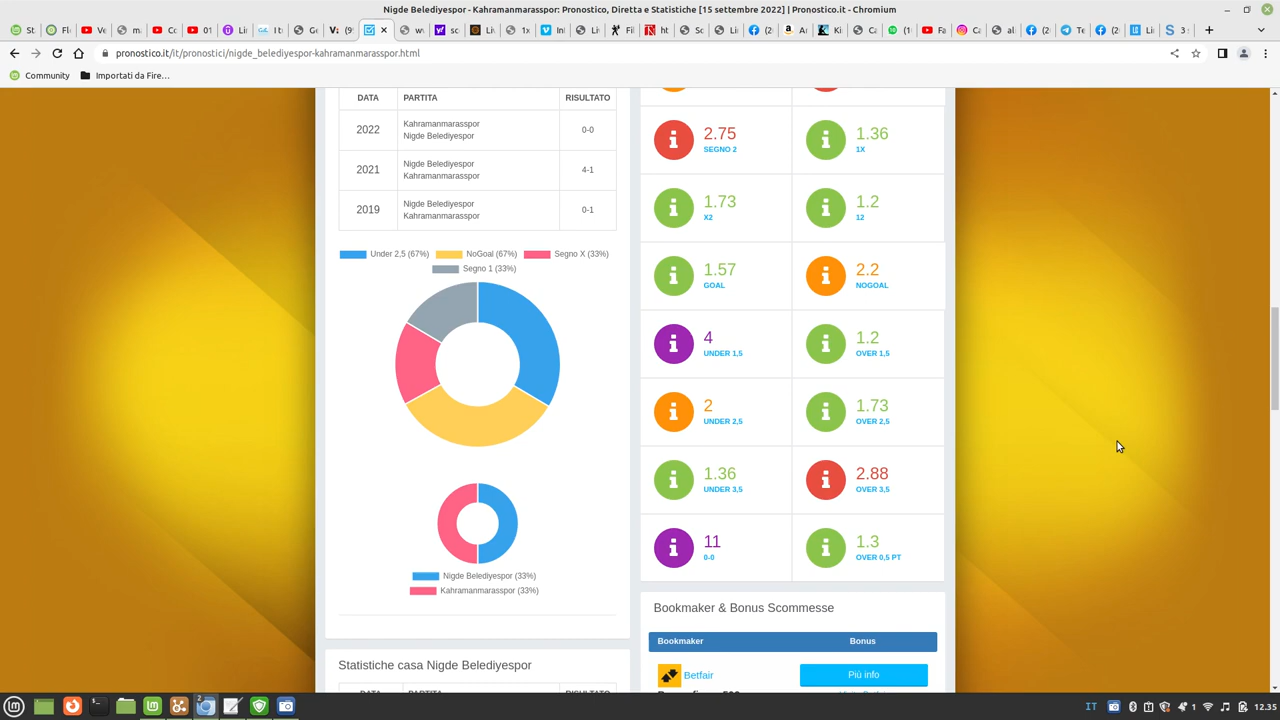 Nigde Belediyespor - Kahramanmarasspor: Pronostico, Diretta e Statistiche [15 settembre 2022] | Pronostico.it - Chromium
pronostico.it/it/pronostici/nigde_belediyespor-kahramanmarasspor.html
Community
Importati da Fire…
DATA PARTITA RISULTATO
2022
Kahramanmarasspor
Nigde Belediyespor
0-0
2021
Nigde Belediyespor
Kahramanmarasspor
4-1
2019
Nigde Belediyespor
Kahramanmarasspor
0-1
Under 2,5 (67%) NoGoal (67%) Segno X (33%)
Segno 1 (33%)
Nigde Belediyespor (33%)
Kahramanmarasspor (33%)
Statistiche casa Nigde Belediyespor
DATA PARTITA RISULTATO
2.75
SEGNO 2
1.36
1X
1.73
X2
1.2
12
1.57
GOAL
2.2
NOGOAL
4
UNDER 1,5
1.2
OVER 1,5
2
UNDER 2,5
1.73
OVER 2,5
1.36
UNDER 3,5
2.88
OVER 3,5
11
0-0
1.3
OVER 0,5 PT
Bookmaker & Bonus Scommesse
Bookmaker Bonus
Betfair
Più info
IT
1
12.35